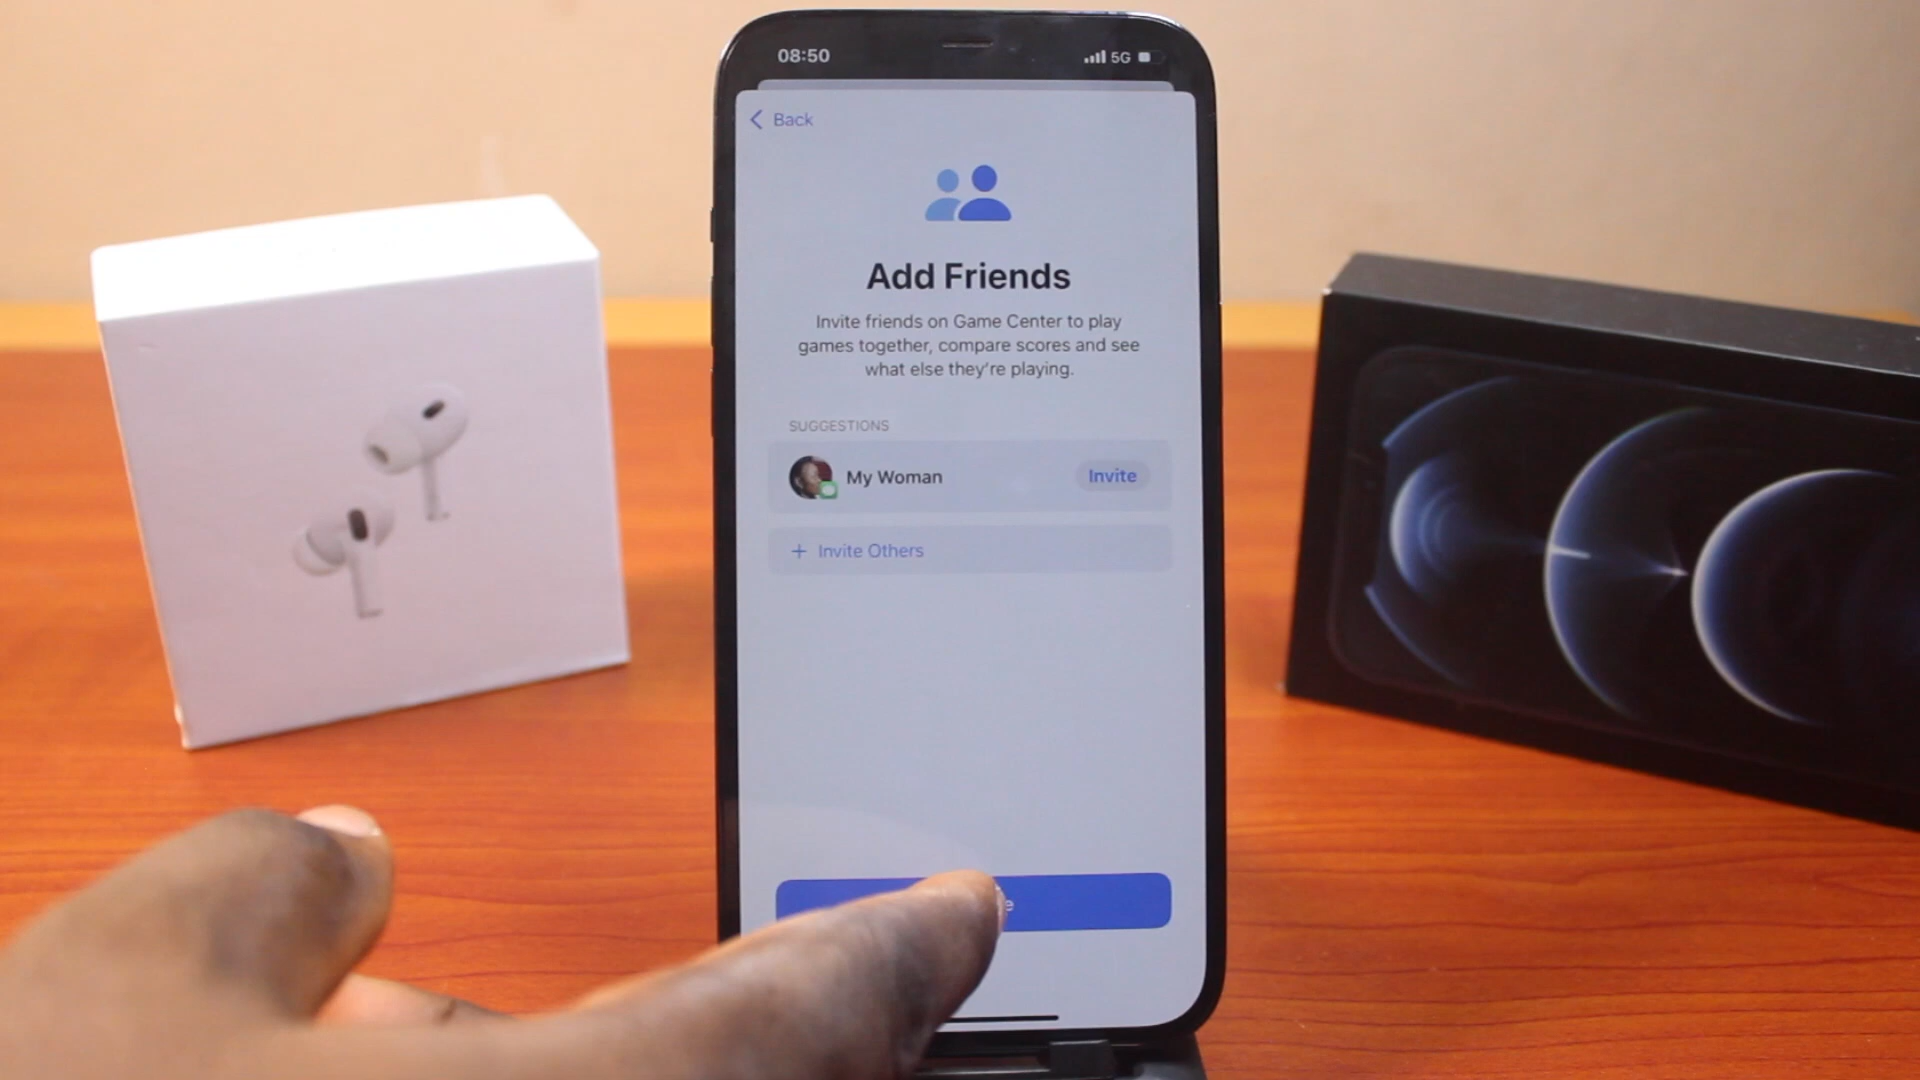 08:50
5G
Back
Add Friends
Invite friends on Game Center to play
games together, compare scores and see
what else they're playing.
SUGGESTIONS
My Woman
Invite
+ Invite Others